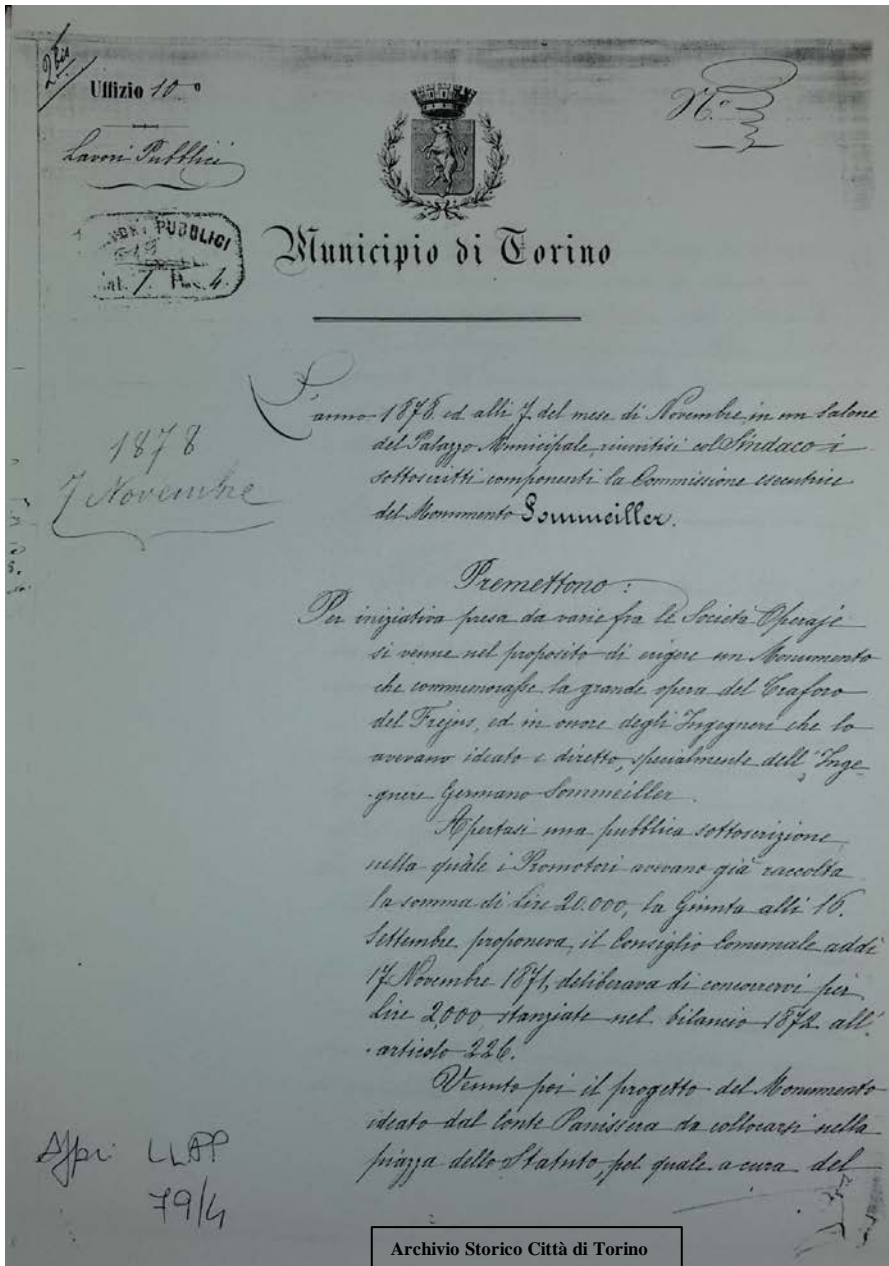 2 bis
Uffizio 10º
Lavori Pubblici
N.º
PUBBLICI
7 4
Municipio di Torino
L'anno 1878 ed alli 7 del mese di Novembre, in un Salone
del Palazzo Municipale, riunitisi col Sindaco i
sottoscritti componenti la Commissione esecutrice
del Monumento Sommeiller.
1878
7 Novembre
Premettono:
Per iniziativa presa da varie fra le Società Operaje
si venne nel proposito di erigere un Monumento
che commemorasse la grande opera del Traforo
del Frejus, ed in onore degli Ingegneri che lo
avevano ideato e diretto, specialmente dell'Inge
-gnere Germano Sommeiller.
Apertasi una pubblica sottoscrizione
nella quale i Promotori avevano già raccolta
la somma di Lire 20.000, la Giunta alli 16.
Settembre proponeva, il Consiglio Comunale addì
17 Novembre 1871, deliberava di concorrervi per
Lire 2000 stanziate nel bilancio 1872 all'
articolo 226.
Venuto poi il progetto del Monumento
ideato dal Conte Panissera da collocarsi nella
piazza dello Statuto, pel quale a cura del
LLPP
79/4
Archivio Storico Città di Torino